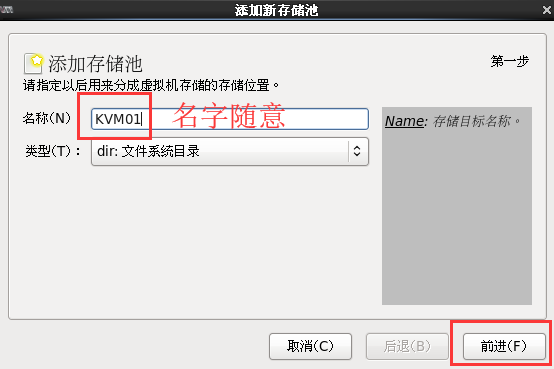 添加新存储池
添加存储池
第一步
请指定以后用来分成虚拟机存储的存储位置。
名称(N)
KVM01
名字随意
Name: 存储目标名称。
类型(T)：
dir: 文件系统目录
取消(C)
后退(B)
前进(F)